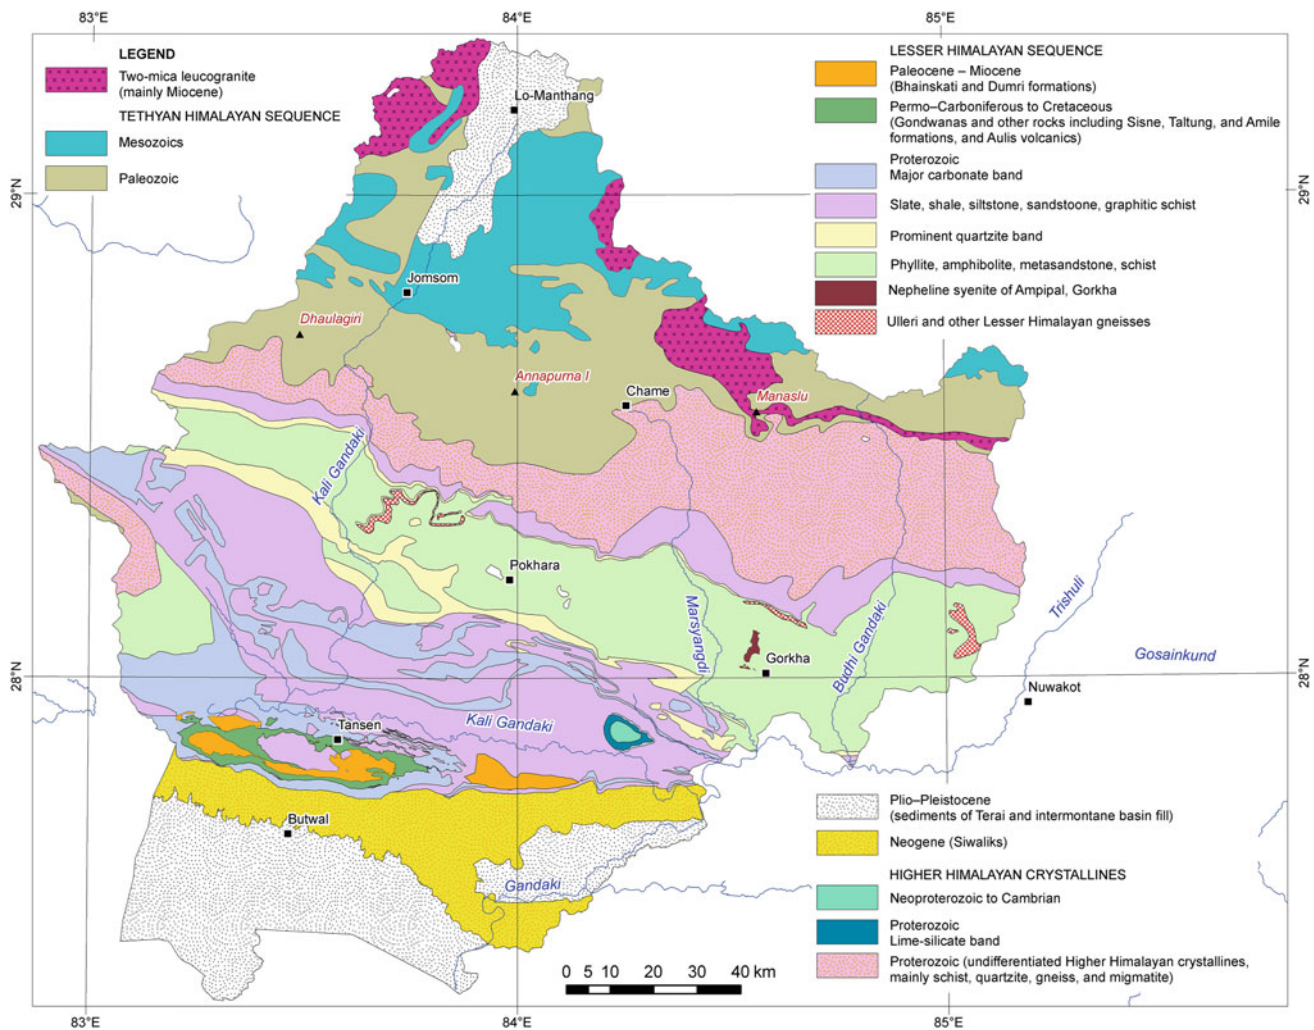 83°E
84°E
85°E
LEGEND
Two-mica leucogranite
(mainly Miocene)
TETHYAN HIMALAYAN SEQUENCE
Mesozoics
Paleozoic
LESSER HIMALAYAN SEQUENCE
Paleocene – Miocene
(Bhainskati and Dumri formations)
Permo–Carboniferous to Cretaceous
(Gondwanas and other rocks including Sisne, Taltung, and Amile
formations, and Aulis volcanics)
Proterozoic
Major carbonate band
Slate, shale, siltstone, sandstoone, graphitic schist
Prominent quartzite band
Phyllite, amphibolite, metasandstone, schist
Nepheline syenite of Ampipal, Gorkha
Ulleri and other Lesser Himalayan gneisses
29°N
29°N
Lo-Manthang
Jomsom
Dhaulagiri
Annapurna I
Chame
Manaslu
Kali Gandaki
Pokhara
Marsyangdi
Budhi Gandaki
Trishuli
Gorkha
Gosainkund
28°N
28°N
Nuwakot
Kali Gandaki
Tansen
Butwal
Gandaki
Plio–Pleistocene
(sediments of Terai and intermontane basin fill)
Neogene (Siwaliks)
HIGHER HIMALAYAN CRYSTALLINES
Neoproterozoic to Cambrian
Proterozoic
Lime-silicate band
Proterozoic (undifferentiated Higher Himalayan crystallines,
mainly schist, quartzite, gneiss, and migmatite)
0 5 10 20 30 40 km
83°E
84°E
85°E